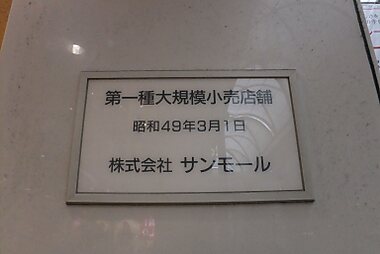 第一種大規模小売店舗
昭和49年3月1日
株式会社 サンモール